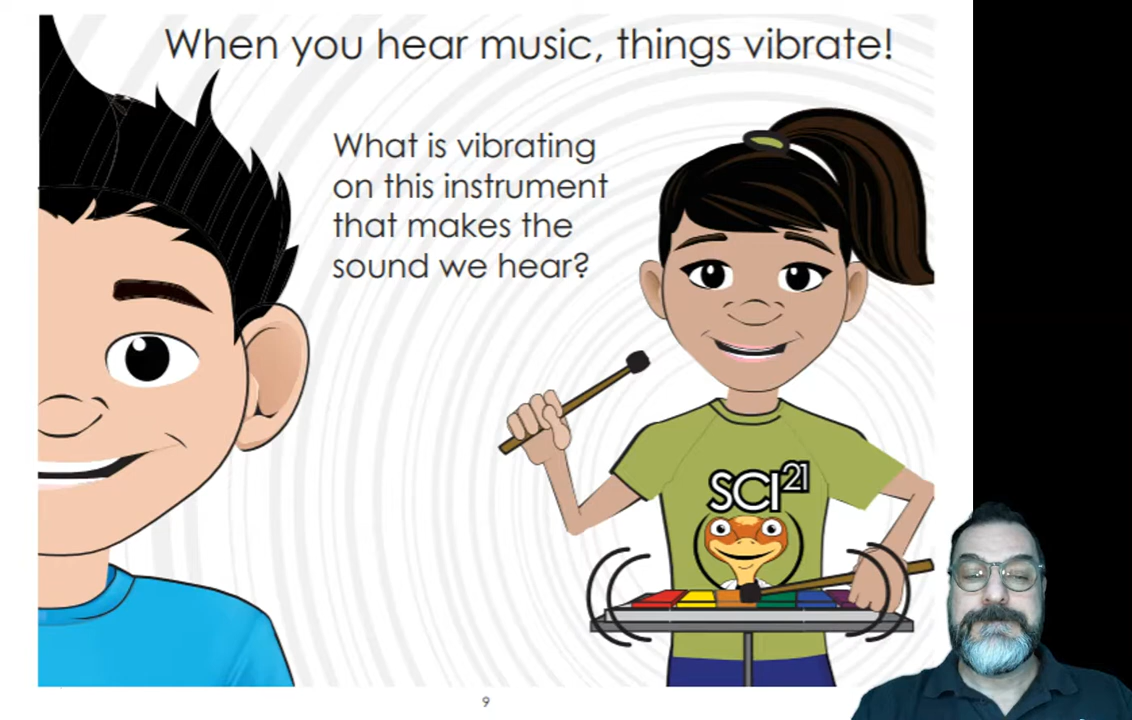 When you hear music, things vibrate!
What is vibrating
on this instrument
that makes the
sound we hear?
SCI21
9